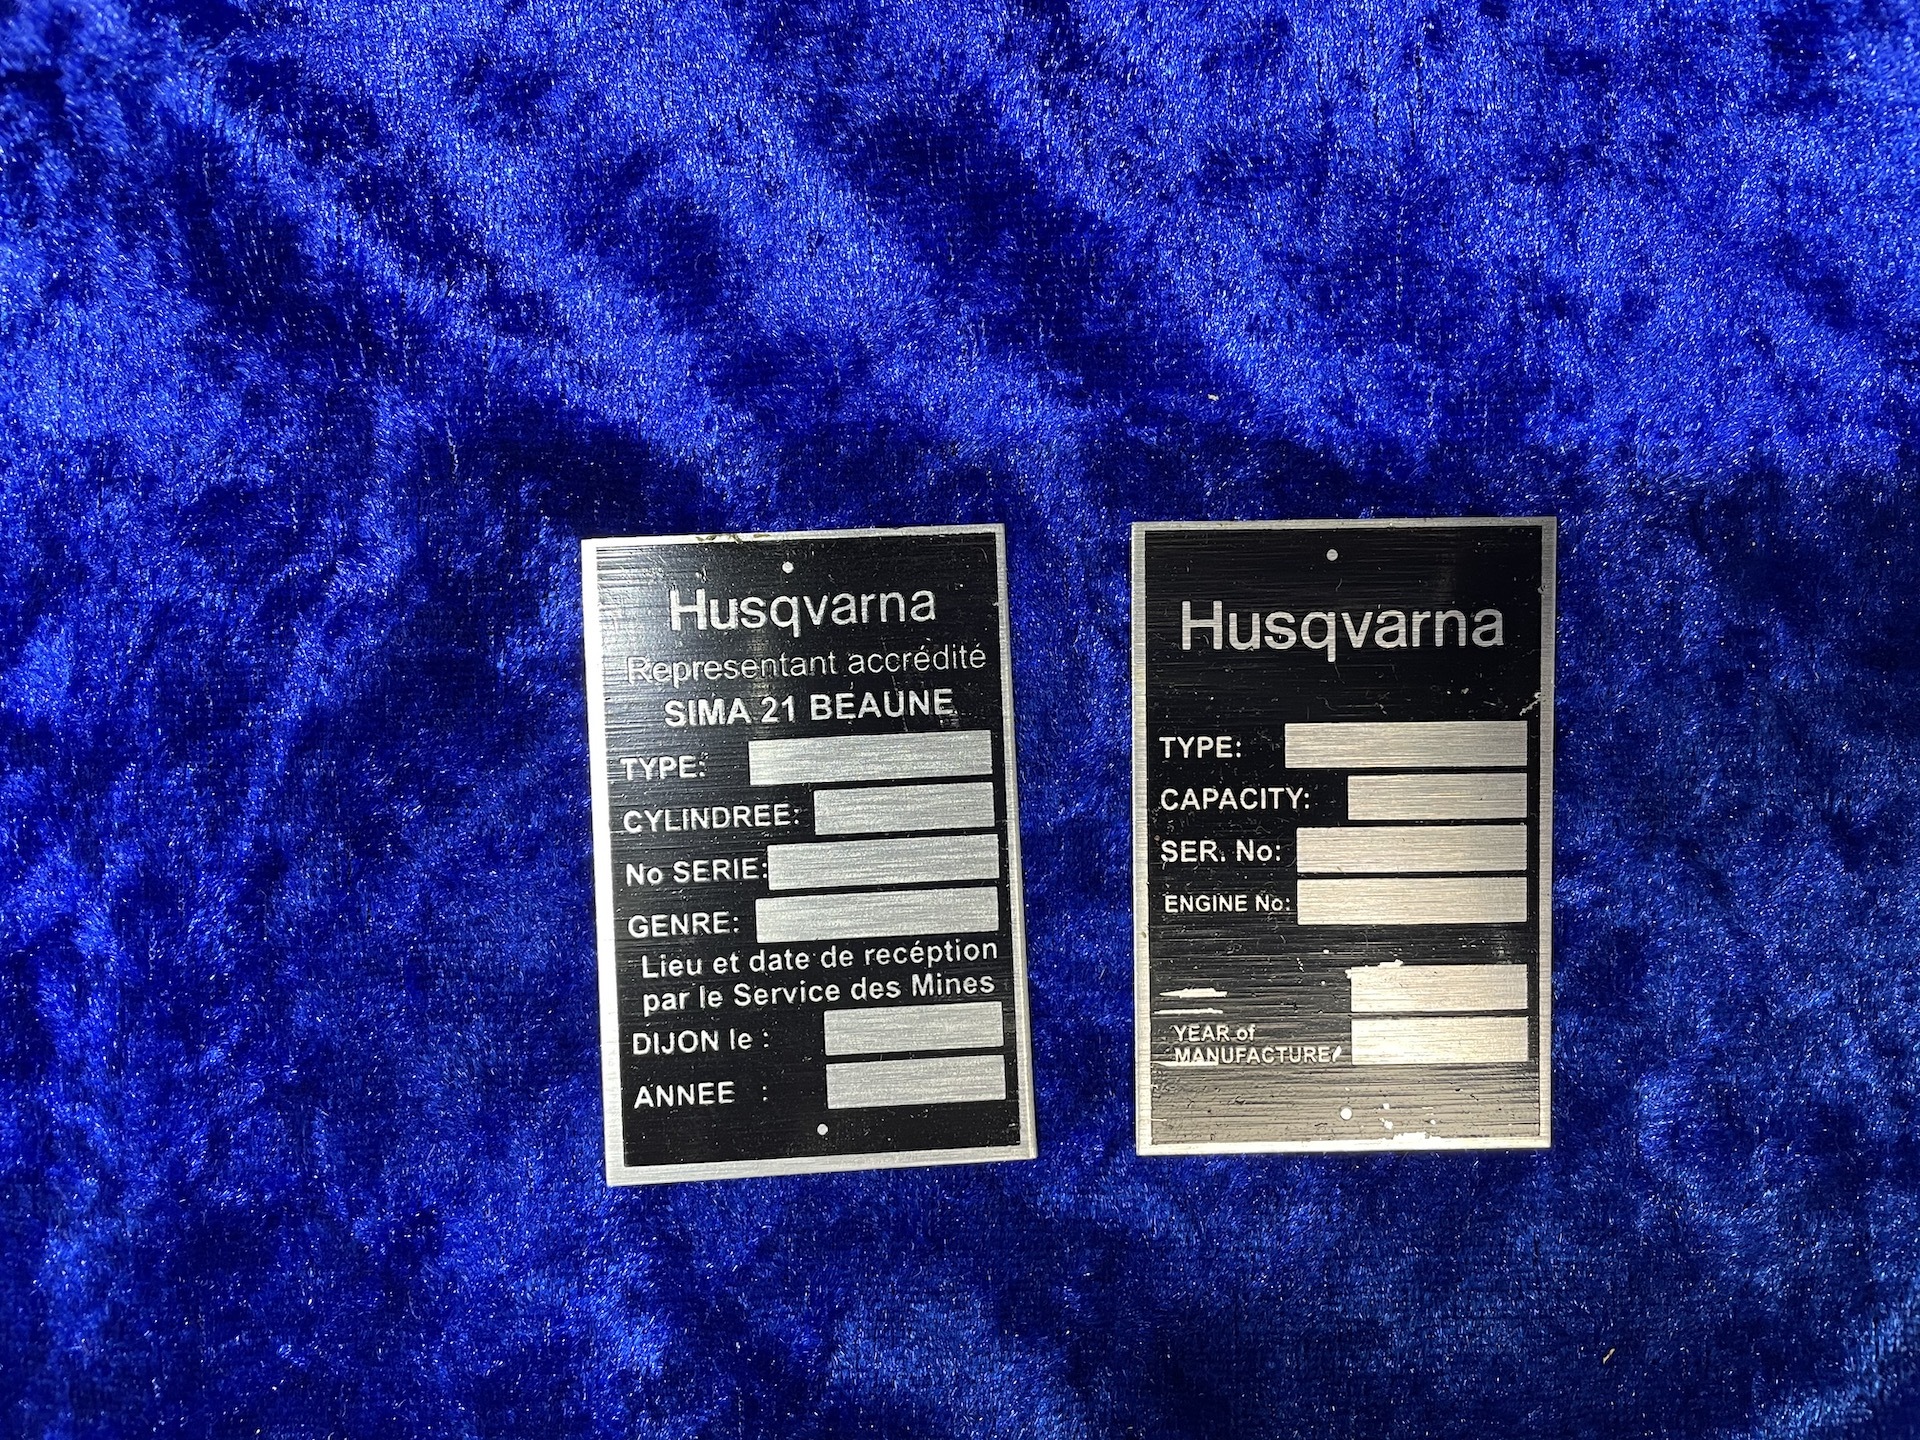 Husqvarna
Representant accrédité
SIMA 21 BEAUNE
TYPE:
CYLINDREE:
No SERIE:
GENRE:
Lieu et date de recéption
par le Service des Mines
DIJON le :
ANNEE :
Husqvarna
TYPE:
CAPACITY:
SER. No:
ENGINE No:
YEAR of
MANUFACTURE/